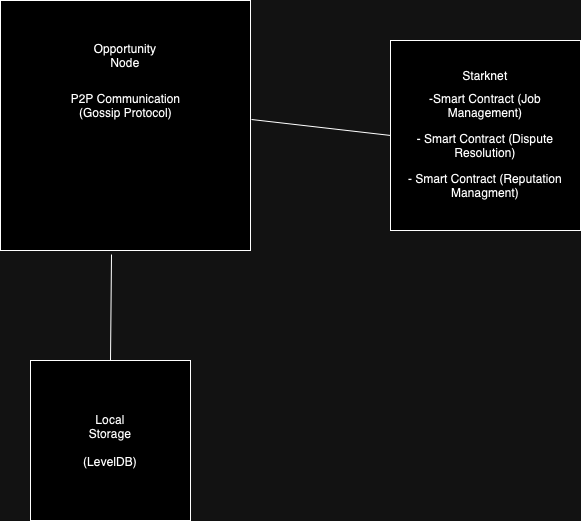 Opportunity
Node
P2P Communication
(Gossip Protocol)
Starknet
-Smart Contract (Job
Management)
- Smart Contract (Dispute
Resolution)
- Smart Contract (Reputation
Managment)
Local
Storage
(LevelDB)